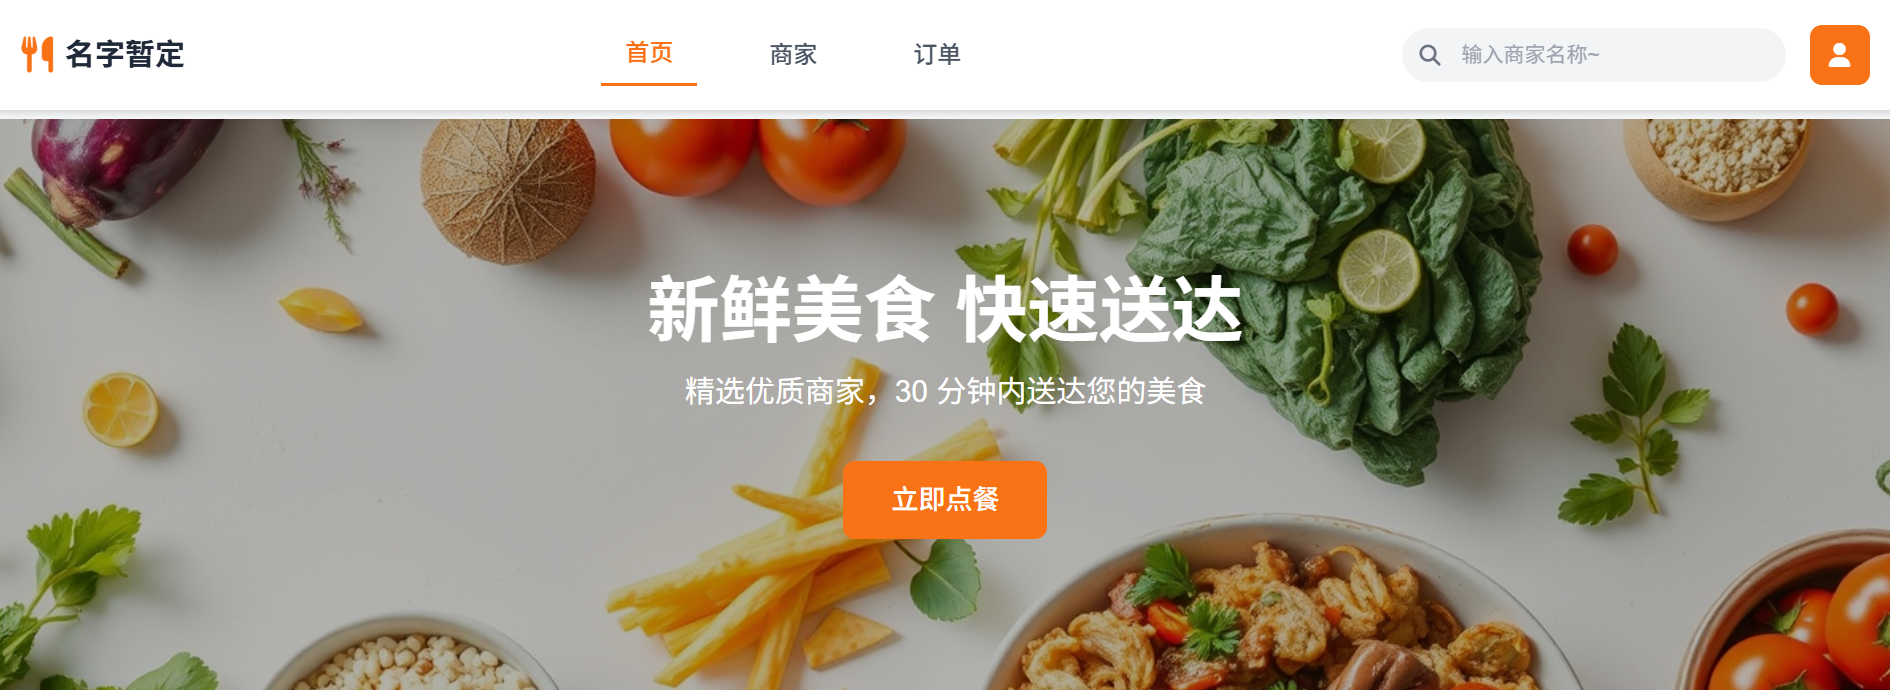 名字暂定
首页
商家
订单
输入商家名称~
新鲜美食 快速送达
精选优质商家，30 分钟内送达您的美食
立即点餐